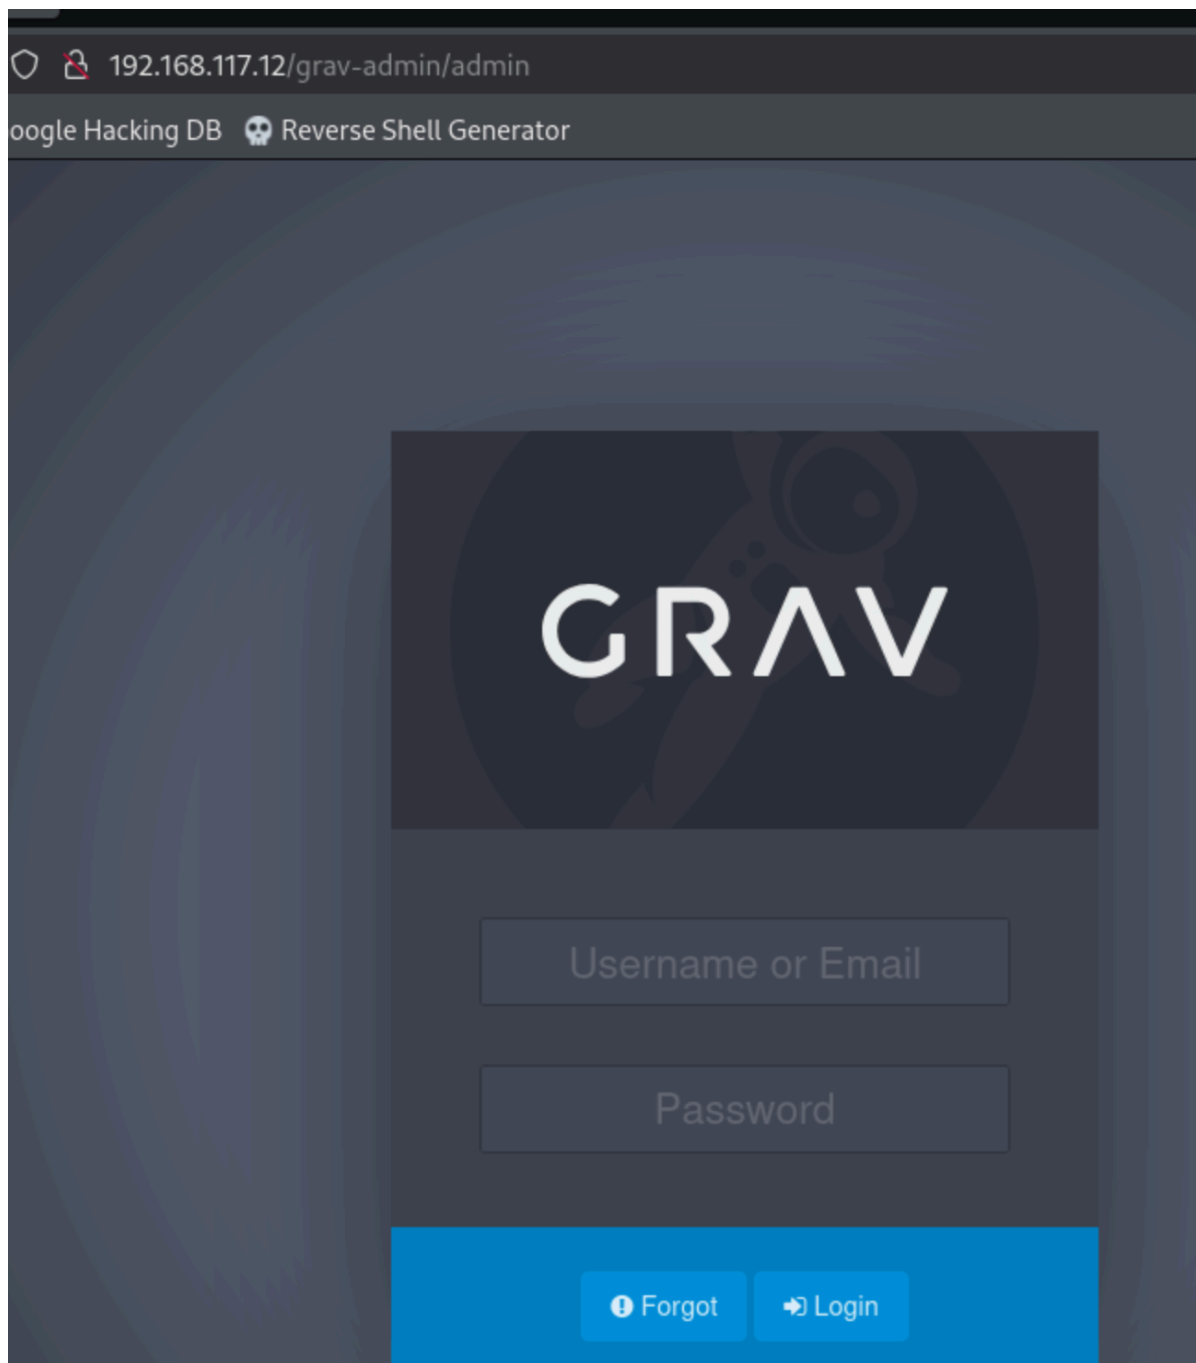 192.168.117.12/grav-admin/admin
oogle Hacking DB Reverse Shell Generator
GRAV
Username or Email
Password
Forgot Login